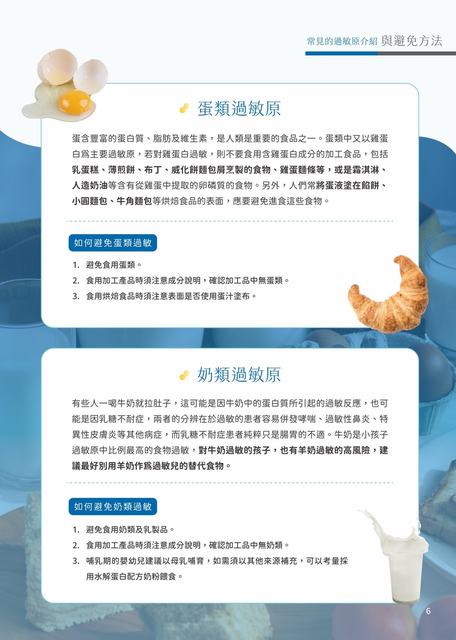 常見的過敏原介紹 與避免方法
蛋類過敏原
蛋含豐富的蛋白質、脂肪及維生素，是人類是重要的食品之一。蛋類中又以雞蛋
白為主要過敏原，若對雞蛋白過敏，則不要食用含雞蛋白成分的加工食品，包括
乳蛋糕、薄煎餅、布丁、威化餅麵包屑烹製的食物、雞蛋麵條等，或是霜淇淋、
人造奶油等含有從雞蛋中提取的卵磷質的食物。另外，人們常將蛋液塗在餡餅、
小圓麵包、牛角麵包等烘焙食品的表面，應要避免進食這些食物。
如何避免蛋類過敏
1. 避免食用蛋類。
2. 食用加工產品時須注意成分說明，確認加工品中無蛋類。
3. 食用烘焙食品時須注意表面是否使用蛋汁塗布。
奶類過敏原
有些人一喝牛奶就拉肚子，這可能是因牛奶中的蛋白質所引起的過敏反應，也可
能是因乳糖不耐症，兩者的分辨在於過敏的患者容易併發哮喘、過敏性鼻炎、特
異性皮膚炎等其他病症，而乳糖不耐症患者純粹只是腸胃的不適。牛奶是小孩子
過敏原中比例最高的食物過敏，對牛奶過敏的孩子，也有羊奶過敏的高風險，建
議最好別用羊奶作為過敏兒的替代食物。
如何避免奶類過敏
1. 避免食用奶類及乳製品。
2. 食用加工產品時須注意成分說明，確認加工品中無奶類。
3. 哺乳期的嬰幼兒建議以母乳哺育，如需須以其他來源補充，可以考量採
用水解蛋白配方奶粉餵食。
6